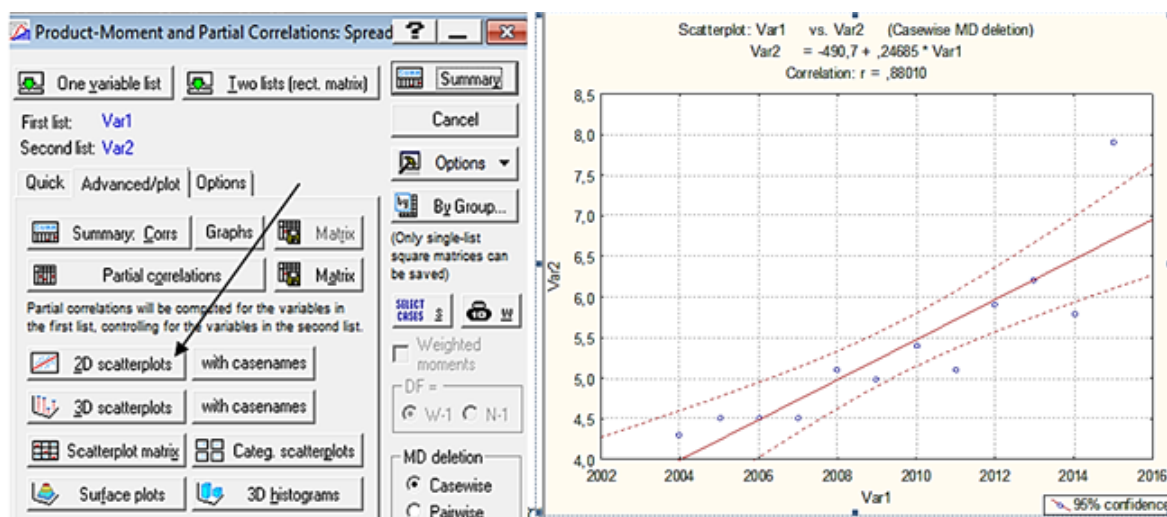 Product-Moment and Partial Correlations: Spread
One variable list
Two lists (rect. matrix)
Summary
First list: Var1
Second list: Var2
Cancel
Options
Quick
Advanced/plot
Options
By Group...
Summary: Corrs
Graphs
Matrix
(Only single-list
square matrices can
be saved)
Partial correlations
Matrix
Partial correlations will be computed for the variables in
the first list, controlling for the variables in the second list.
SELECT
CASES
S
W
2D scatterplots
with casenames
Weighted
moments
3D scatterplots
with casenames
DF =
W-1
N-1
Scatterplot matrix
Categ. scatterplots
MD deletion
Casewise
Surface plots
3D histograms
Pairwise
Scatterplot: Var1 vs. Var2 (Casewise MD deletion)
Var2 = -490,7 + ,24685 * Var1
Correlation: r = ,88010
8,5
8,0
7,5
7,0
6,5
6,0
5,5
5,0
4,5
4,0
Var2
2002 2004 2006 2008 2010 2012 2014 2016
Var1
95% confidence